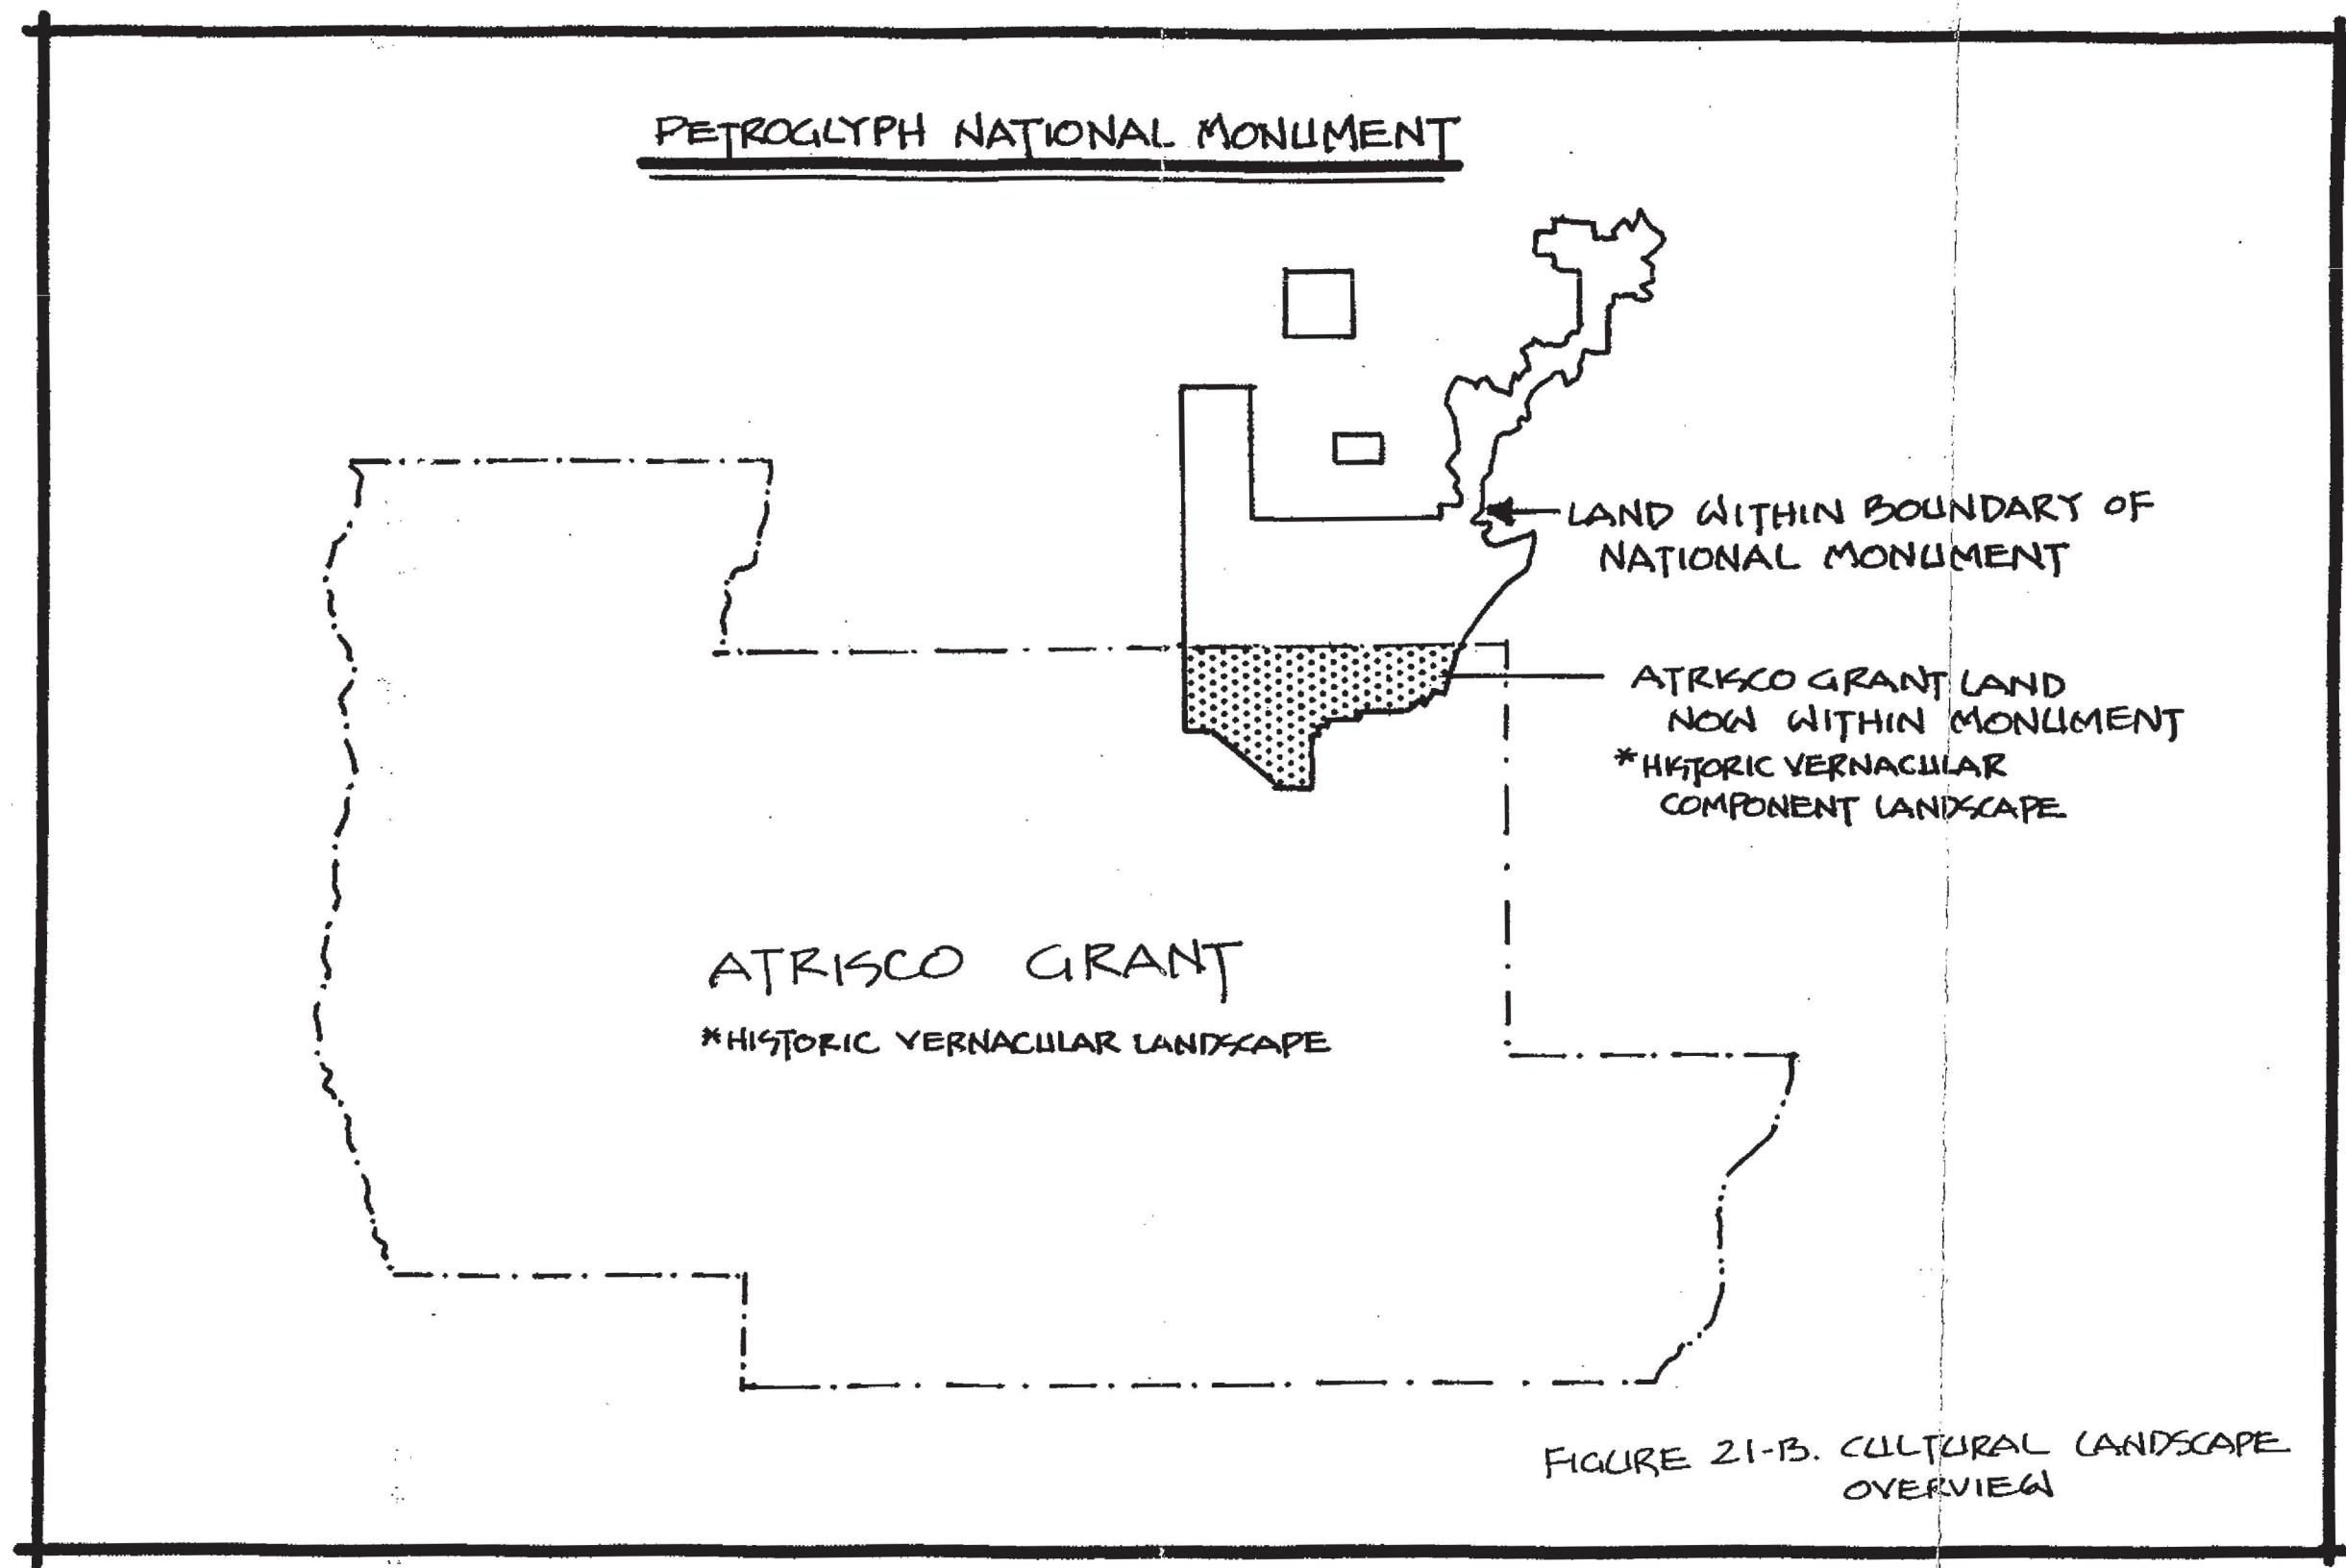 PETROGLYPH NATIONAL MONUMENT
LAND WITHIN BOUNDARY OF
NATIONAL MONUMENT
ATRISCO GRANT LAND
NOW WITHIN MONUMENT
*HISTORIC VERNACULAR
COMPONENT LANDSCAPE
ATRISCO GRANT
*HISTORIC VERNACULAR LANDSCAPE
FIGURE 21-B. CULTURAL LANDSCAPE
OVERVIEW